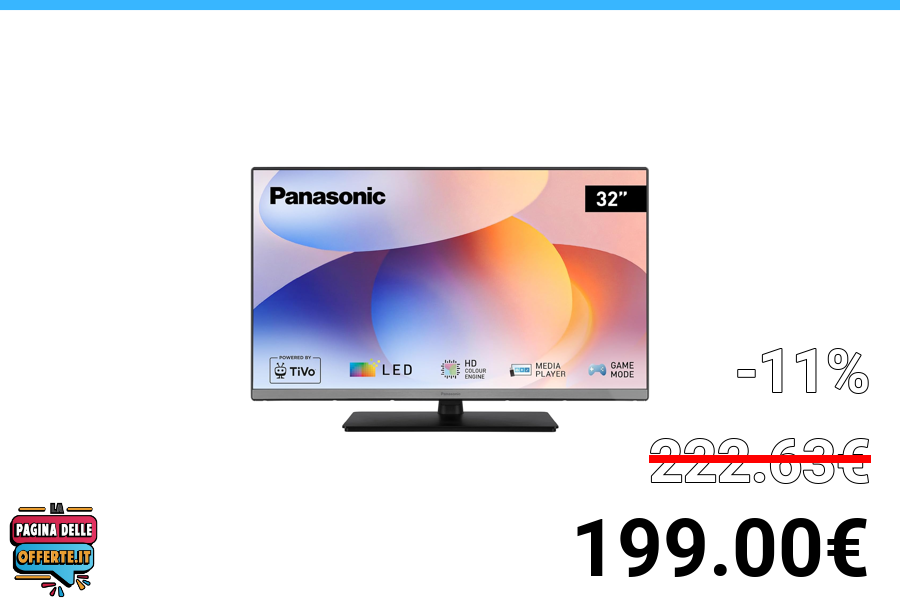 Panasonic
32”
POWERED BY
TiVo
LED
HD
COLOUR
ENGINE
MEDIA
PLAYER
GAME
MODE
Panasonic
-11%
222.63€
199.00€
LA
PAGINA DELLE
OFFERTE.IT